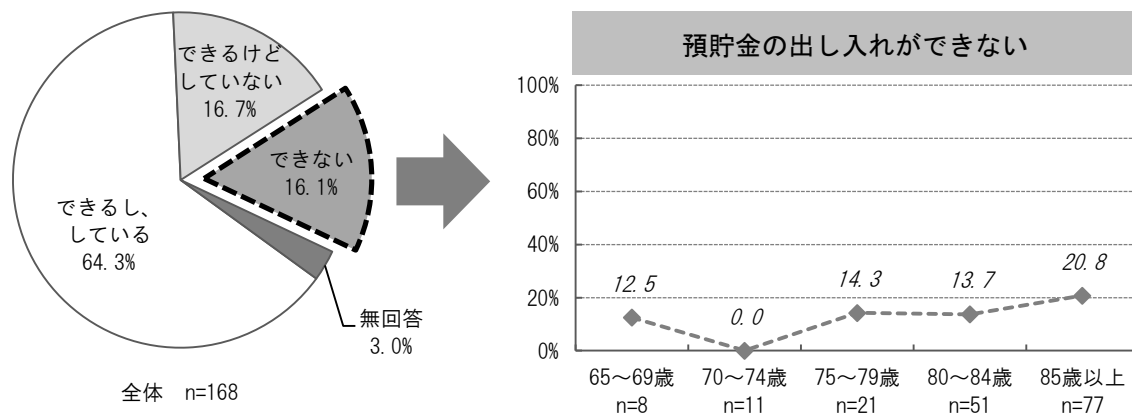 できるけど
していない
16.7%
できない
16.1%
できるし、
している
64.3%
無回答
3.0%
全体　n=168
預貯金の出し入れができない
100%
80%
60%
40%
20%
0%
12.5
0.0
14.3
13.7
20.8
65～69歳 70～74歳 75～79歳 80～84歳 85歳以上
n=8 n=11 n=21 n=51 n=77